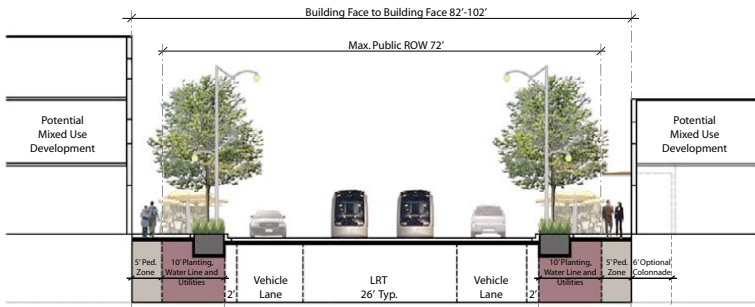 Building Face to Building Face 82'-102'
Max. Public ROW 72'
Potential
Mixed Use
Development
Potential
Mixed Use
Development
5' Ped.
Zone
10' Planting,
Water Line and
Utilities
2'
Vehicle
Lane
LRT
26' Typ.
Vehicle
Lane
2'
10' Planting,
Water Line and
Utilities
5' Ped.
Zone
6' Optional
Colonnade